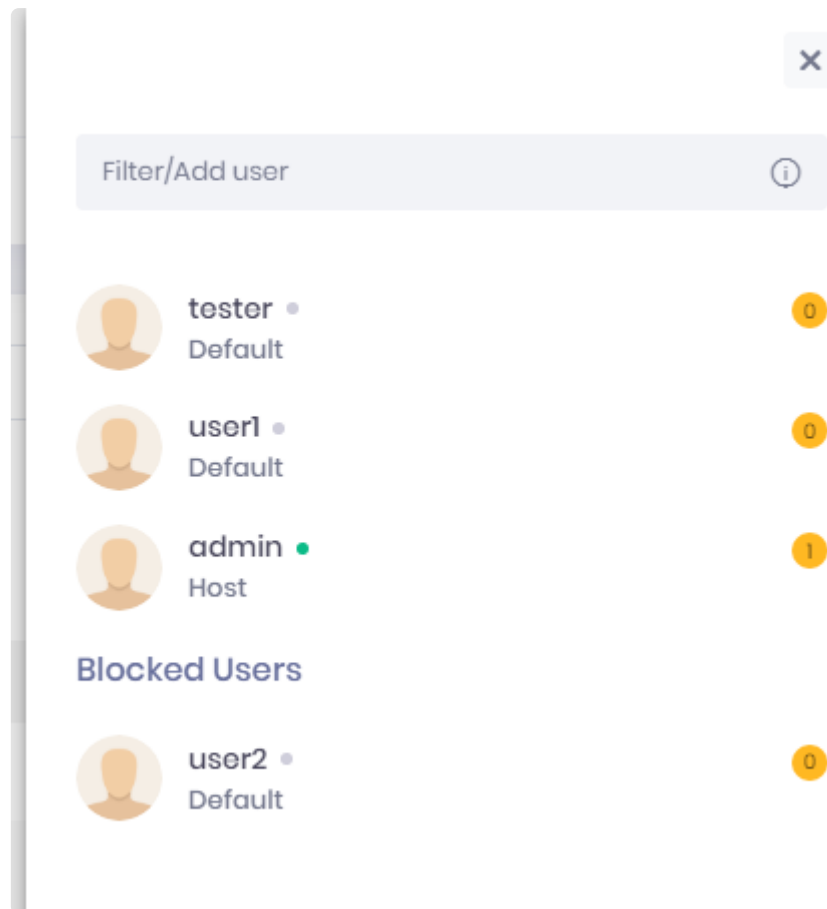 Filter/Add user
tester
0
Default
user1
0
Default
admin
1
Host
Blocked Users
user2
0
Default